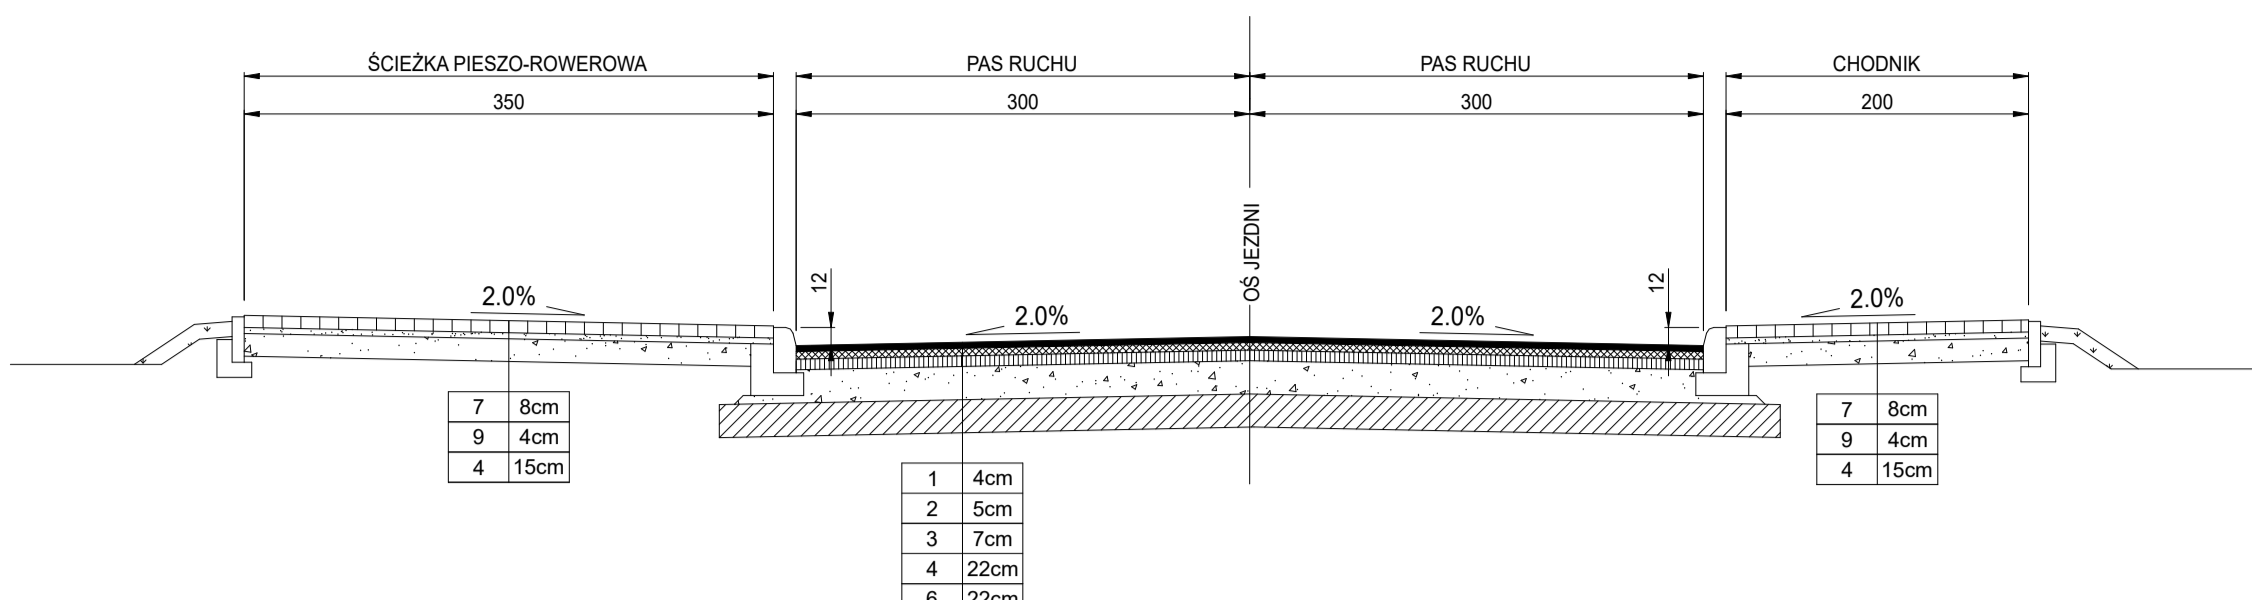 ŚCIEŻKA PIESZO-ROWEROWA
PAS RUCHU
PAS RUCHU
CHODNIK
350
300
300
200
OŚ JEZDNI
12
12
2.0%
2.0%
2.0%
2.0%
7 8cm
9 4cm
4 15cm
1 4cm
2 5cm
3 7cm
4 22cm
6 22cm
7 8cm
9 4cm
4 15cm